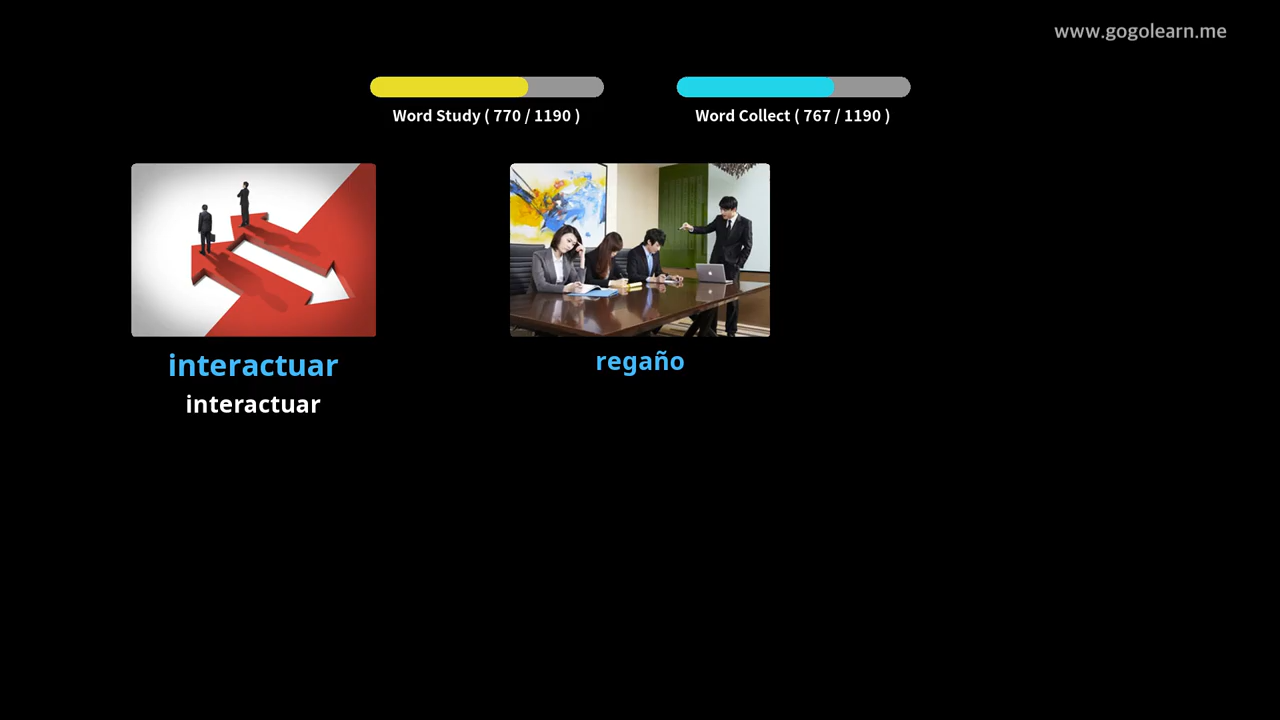 www.gogolearn.me
Word Study ( 770 / 1190 )
Word Collect ( 767 / 1190 )
interactuar
interactuar
regaño